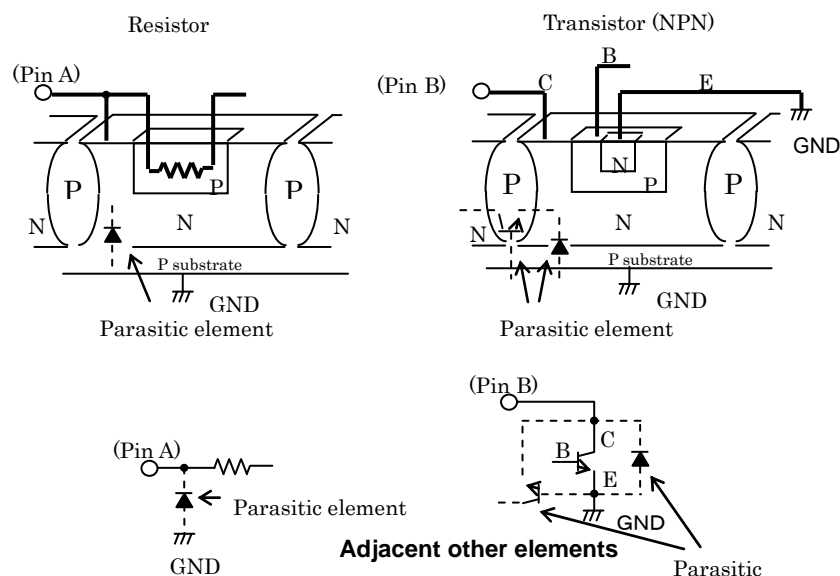 Resistor
Transistor (NPN)
(Pin A)
(Pin B)
B
C
E
GND
P
P
P
N
N
N
P substrate
GND
Parasitic element
P
N
P
P
N
N
N
P substrate
GND
Parasitic element
(Pin A)
Parasitic element
GND
(Pin B)
C
B
E
GND
Adjacent other elements
Parasitic